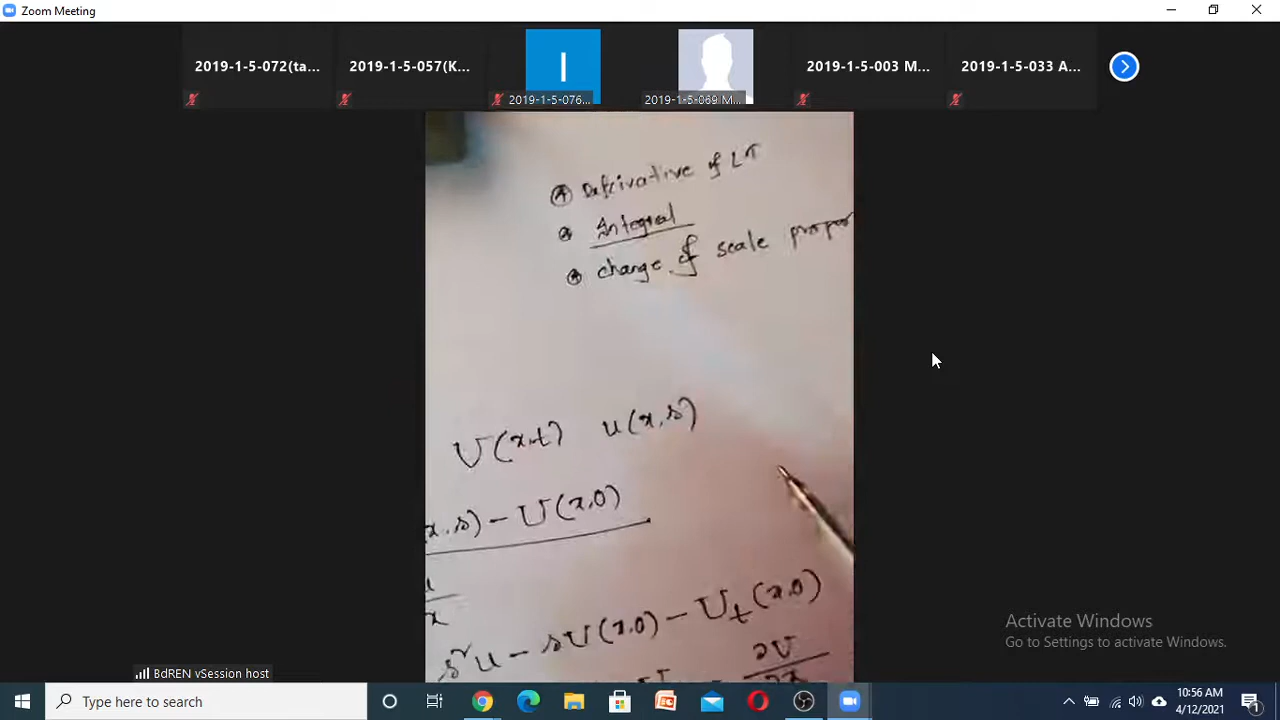 Zoom Meeting
2019-1-5-072(ta...
2019-1-5-057(K...
I
2019-1-5-076...
2019-1-5-069 M...
2019-1-5-003 M...
2019-1-5-033 A...
Derivative of LT
Integral
change of scale proper
U(x,t) u(x,s)
x,s) - U(x,0)
x
s²u - sU(x,0) - U_t(x,0)
∂U
Activate Windows
Go to Settings to activate Windows.
BdREN vSession host
Type here to search
10:56 AM
4/12/2021
1